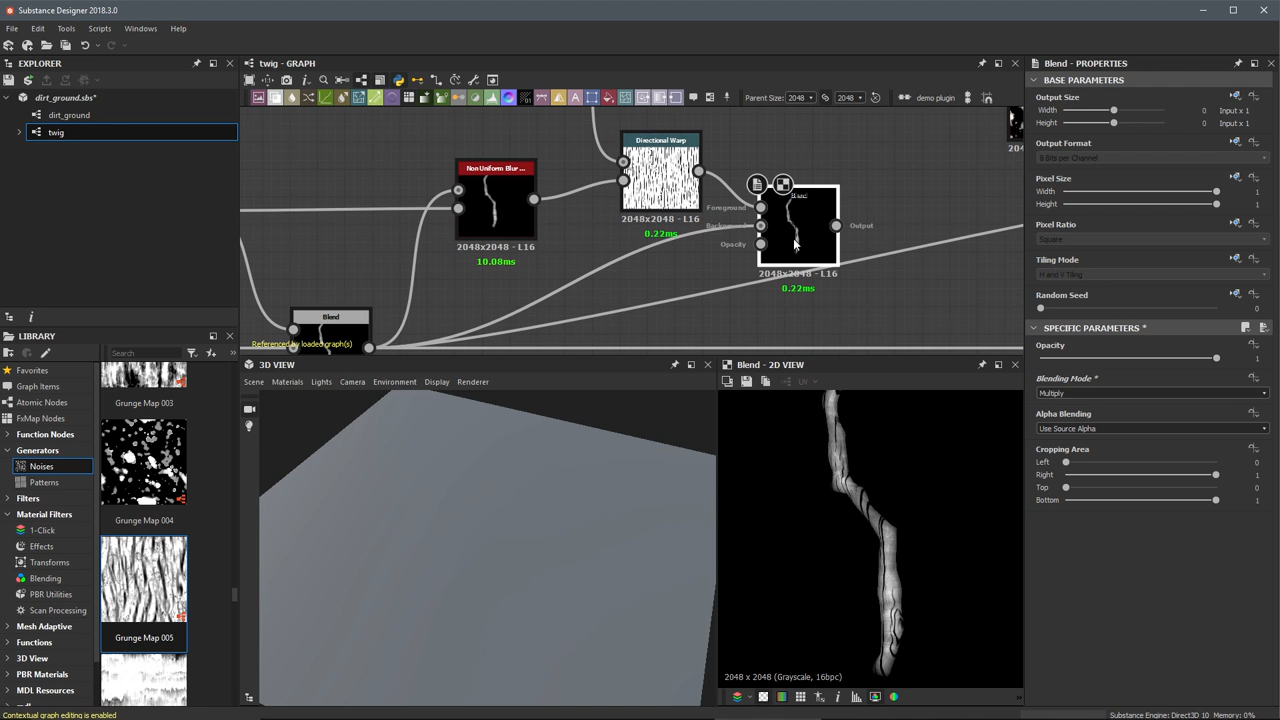 Substance Designer 2018.3.0
File Edit Tools Scripts Windows Help
EXPLORER
dirt_ground.sbs*
dirt_ground
twig
LIBRARY
Search
Favorites
Graph Items
Atomic Nodes
FxMap Nodes
Function Nodes
Generators
Noises
Patterns
Filters
Material Filters
1-Click
Effects
Transforms
Blending
PBR Utilities
Scan Processing
Mesh Adaptive
Functions
3D View
PBR Materials
MDL Resources
Grunge Map 003
Grunge Map 004
Grunge Map 005
Contextual graph editing is enabled
twig - GRAPH
Parent Size: 2048 2048 demo plugin
Directional Warp
2048x2048 - L16
0.22ms
Non Uniform Blur ...
2048x2048 - L16
10.08ms
Blend
Foreground
Background
Opacity
Output
2048x2048 - L16
0.22ms
Blend
Referenced by loaded graph(s)
3D VIEW
Scene Materials Lights Camera Environment Display Renderer
Blend - 2D VIEW
UV
2048 x 2048 (Grayscale, 16bpc)
Blend - PROPERTIES
BASE PARAMETERS
Output Size
Width 0 Input x 1
Height 0 Input x 1
Output Format
8 Bits per Channel
Pixel Size
Width 1
Height 1
Pixel Ratio
Square
Tiling Mode
H and V Tiling
Random Seed
0
SPECIFIC PARAMETERS *
Opacity
1
Blending Mode *
Multiply
Alpha Blending
Use Source Alpha
Cropping Area
Left 0
Right 1
Top 0
Bottom 1
Substance Engine: Direct3D 10 Memory: 0%